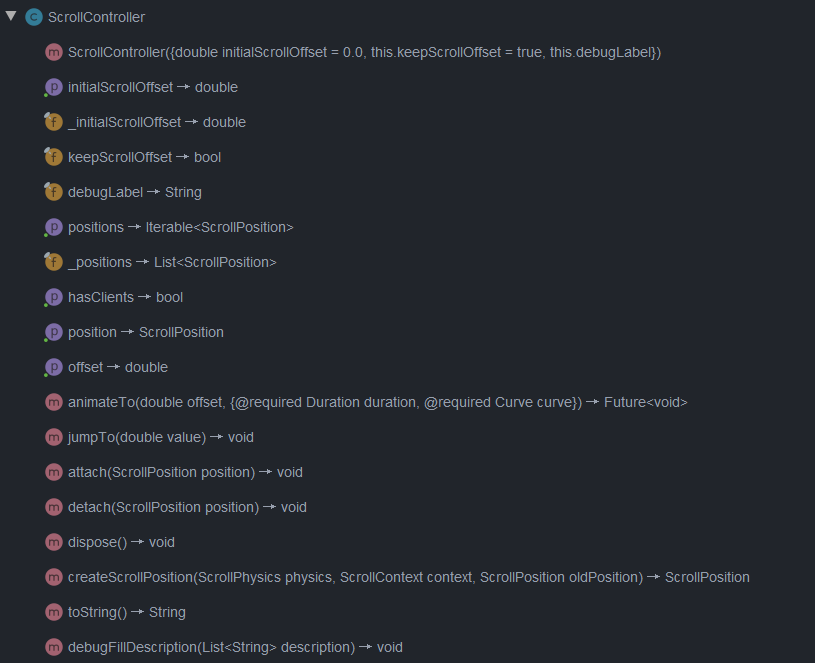 C ScrollController
m ScrollController({double initialScrollOffset = 0.0, this.keepScrollOffset = true, this.debugLabel})
p initialScrollOffset → double
f _initialScrollOffset → double
f keepScrollOffset → bool
f debugLabel → String
p positions → Iterable<ScrollPosition>
f _positions → List<ScrollPosition>
p hasClients → bool
p position → ScrollPosition
p offset → double
m animateTo(double offset, {@required Duration duration, @required Curve curve}) → Future<void>
m jumpTo(double value) → void
m attach(ScrollPosition position) → void
m detach(ScrollPosition position) → void
m dispose() → void
m createScrollPosition(ScrollPhysics physics, ScrollContext context, ScrollPosition oldPosition) → ScrollPosition
m toString() → String
m debugFillDescription(List<String> description) → void